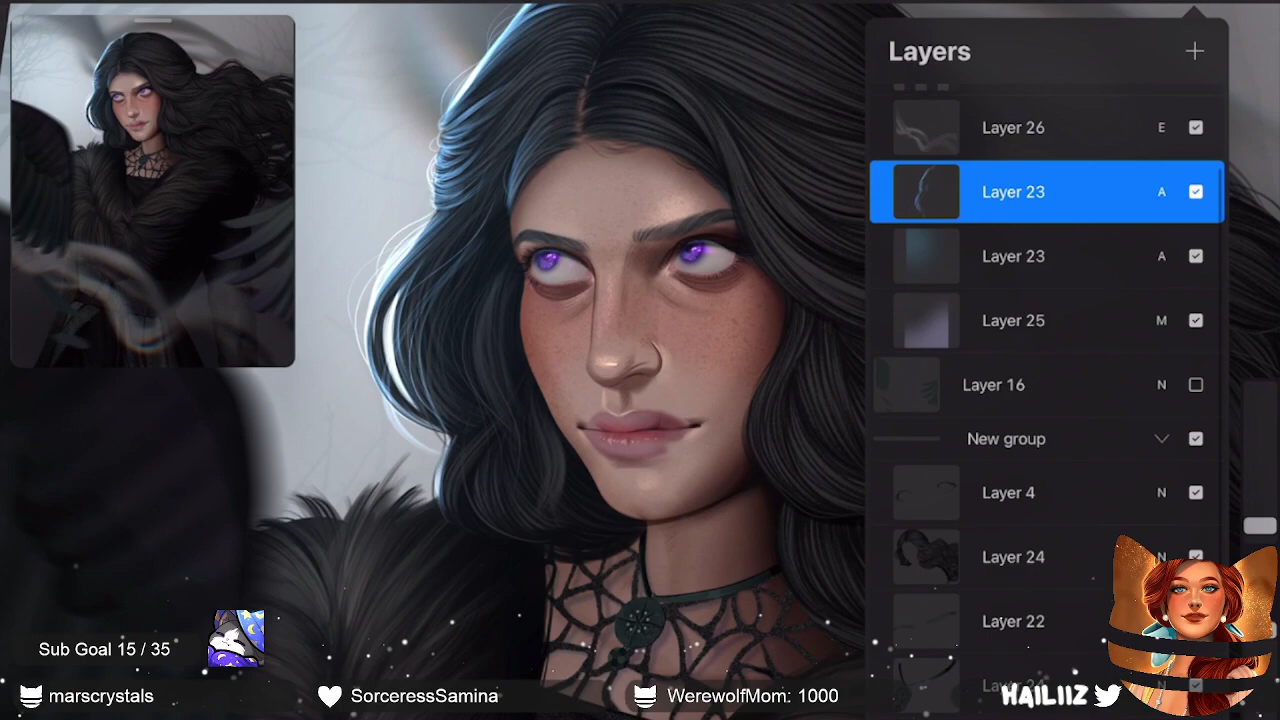 Layers
Layer 26 E
Layer 23 A
Layer 23 A
Layer 25 M
Layer 16 N
New group
Layer 4 N
Layer 24 N
Layer 22
Sub Goal 15 / 35
marscrystals
SorceressSamina
WerewolfMom: 1000
HAILIIZ